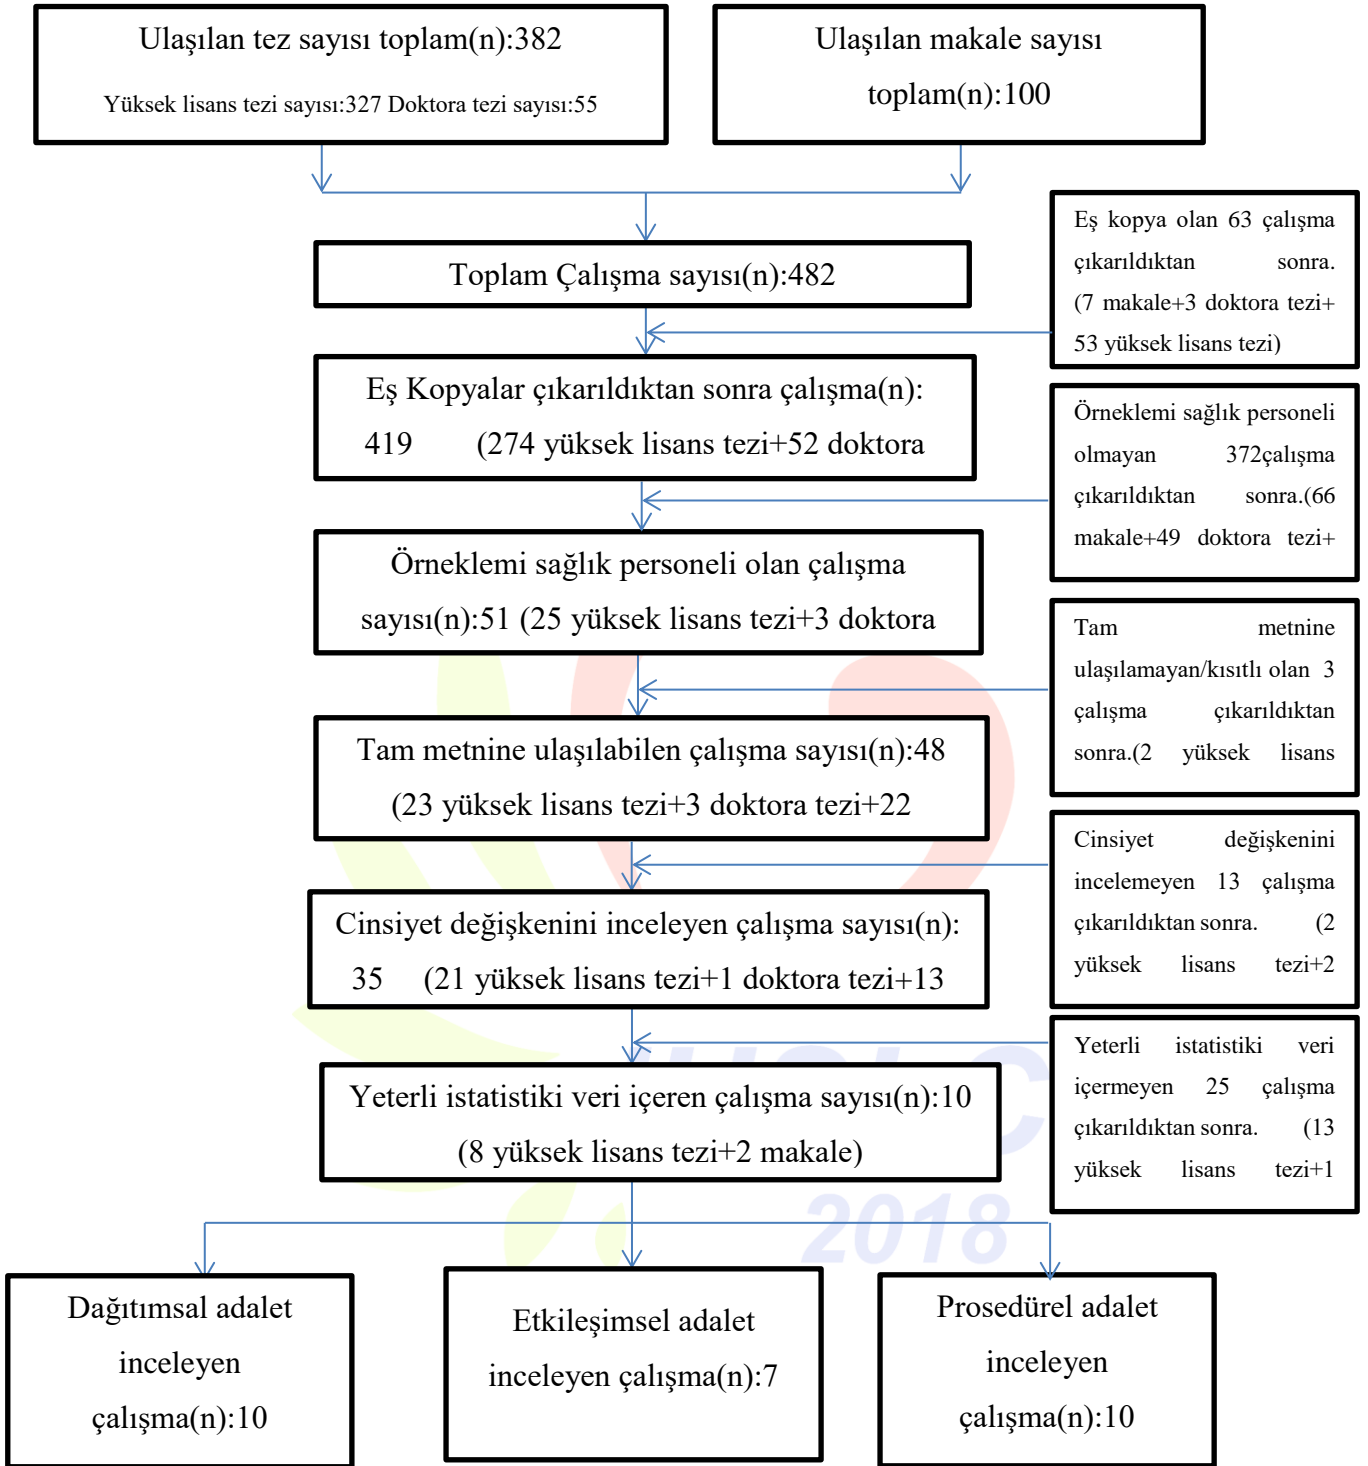 Ulaşılan tez sayısı toplam(n):382
Yüksek lisans tezi sayısı:327 Doktora tezi sayısı:55
Ulaşılan makale sayısı
toplam(n):100
Toplam Çalışma sayısı(n):482
Eş kopya olan 63 çalışma
çıkarıldıktan sonra.
(7 makale+3 doktora tezi+
53 yüksek lisans tezi)
Eş Kopyalar çıkarıldıktan sonra çalışma(n):
419 (274 yüksek lisans tezi+52 doktora
Örneklemi sağlık personeli
olmayan 372çalışma
çıkarıldıktan sonra.(66
makale+49 doktora tezi+
Örneklemi sağlık personeli olan çalışma
sayısı(n):51 (25 yüksek lisans tezi+3 doktora
Tam metnine
ulaşılamayan/kısıtlı olan 3
çalışma çıkarıldıktan
sonra.(2 yüksek lisans
Tam metnine ulaşılabilen çalışma sayısı(n):48
(23 yüksek lisans tezi+3 doktora tezi+22
Cinsiyet değişkenini
incelemeyen 13 çalışma
çıkarıldıktan sonra. (2
yüksek lisans tezi+2
Cinsiyet değişkenini inceleyen çalışma sayısı(n):
35 (21 yüksek lisans tezi+1 doktora tezi+13
Yeterli istatistiki veri
içermeyen 25 çalışma
çıkarıldıktan sonra. (13
yüksek lisans tezi+1
Yeterli istatistiki veri içeren çalışma sayısı(n):10
(8 yüksek lisans tezi+2 makale)
2018
Dağıtımsal adalet
inceleyen
çalışma(n):10
Etkileşimsel adalet
inceleyen çalışma(n):7
Prosedürel adalet
inceleyen
çalışma(n):10